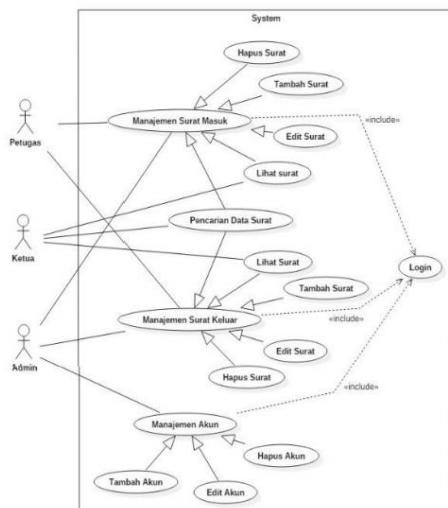 System
Hapus Surat
Tambah Surat
Petugas
Manajemen Surat Masuk
«include»
Edit Surat
Lihat surat
Pencarian Data Surat
Ketua
Lihat Surat
Login
Tambah Surat
Manajemen Surat Keluar
«include»
Admin
Edit Surat
Hapus Surat
«include»
Manajemen Akun
Hapus Akun
Tambah Akun
Edit Akun